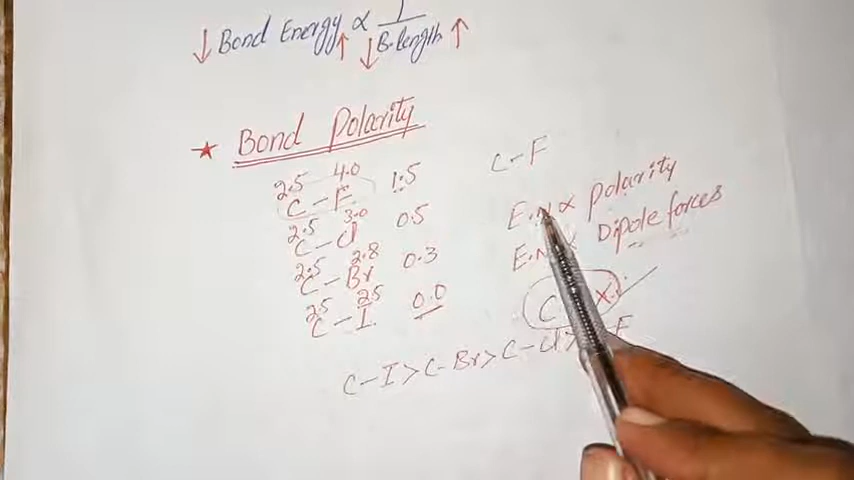 ↓ Bond Energy ↑ ∝ 1 / ↓ B.length ↑
★ Bond Polarity
2.5 4.0
C-F 1.5
2.5 3.0
C-Cl 0.5
2.5 2.8
C-Br 0.3
2.5 2.5
C-I 0.0
C-F
E.N ∝ polarity
E.N ∝ Dipole forces
C X
C-I > C-Br > C-Cl > F